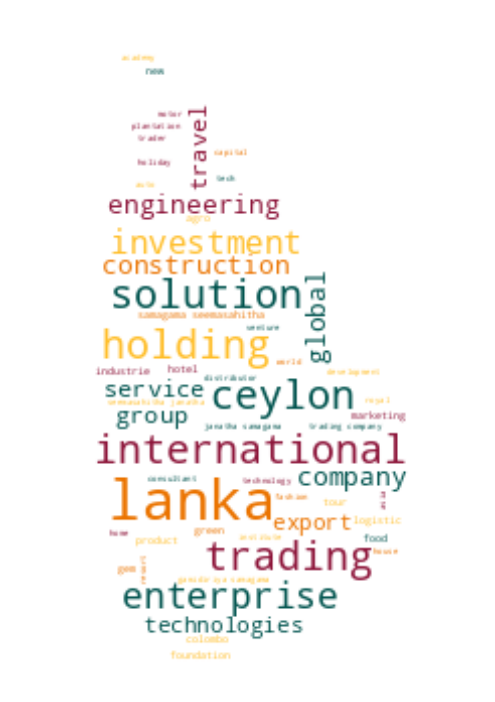 academy
new
motor
plantation
travel
trader
capital
holiday
tech
auto
engineering
agro
investment
construction
solution
global
samagama seemasahitha
venture
holding
world
industrie
hotel
development
distributor
service
ceylon
seemasahitha janatha
royal
group
marketing
janatha samagama
trading company
international
consultant
technology
company
lanka
fashion
tour
export
logistic
home
green
product
food
house
trading
gem
resort
enterprise
technologies
colombo
foundation